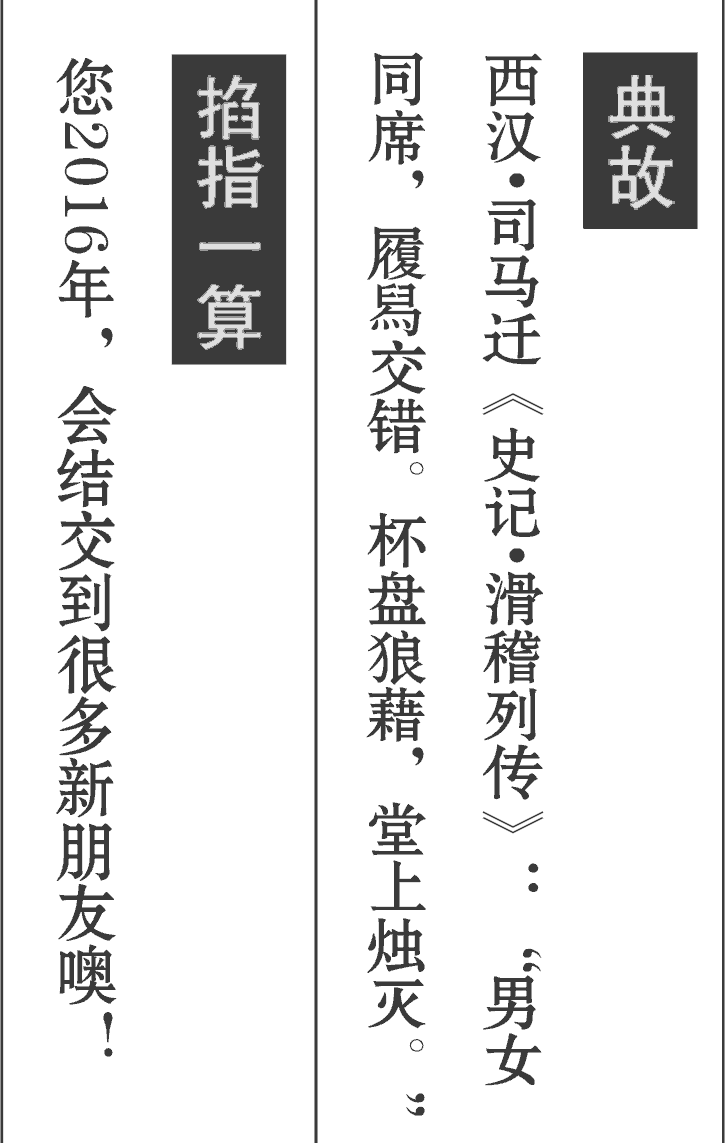 典故
西汉·司马迁《史记·滑稽列传》：“男女
同席，履舄交错。杯盘狼藉，堂上烛灭。”
掐指一算
您2016年，会结交到很多新朋友噢！